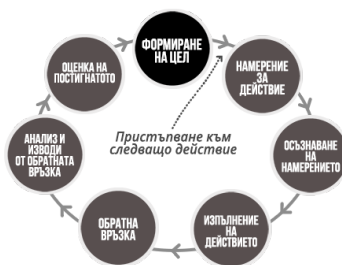 ФОРМИРАНЕ
НА ЦЕЛ
НАМЕРЕНИЕ
ЗА
ДЕЙСТВИЕ
ОСЪЗНАВАНЕ
НА
НАМЕРЕНИЕТО
ИЗПЪЛНЕНИЕ
НА
ДЕЙСТВИЕТО
ОБРАТНА
ВРЪЗКА
АНАЛИЗ И
ИЗВОДИ
ОТ ОБРАТНАТА
ВРЪЗКА
ОЦЕНКА НА
ПОСТИГНАТОТО
Пристъпване към
следващо действие